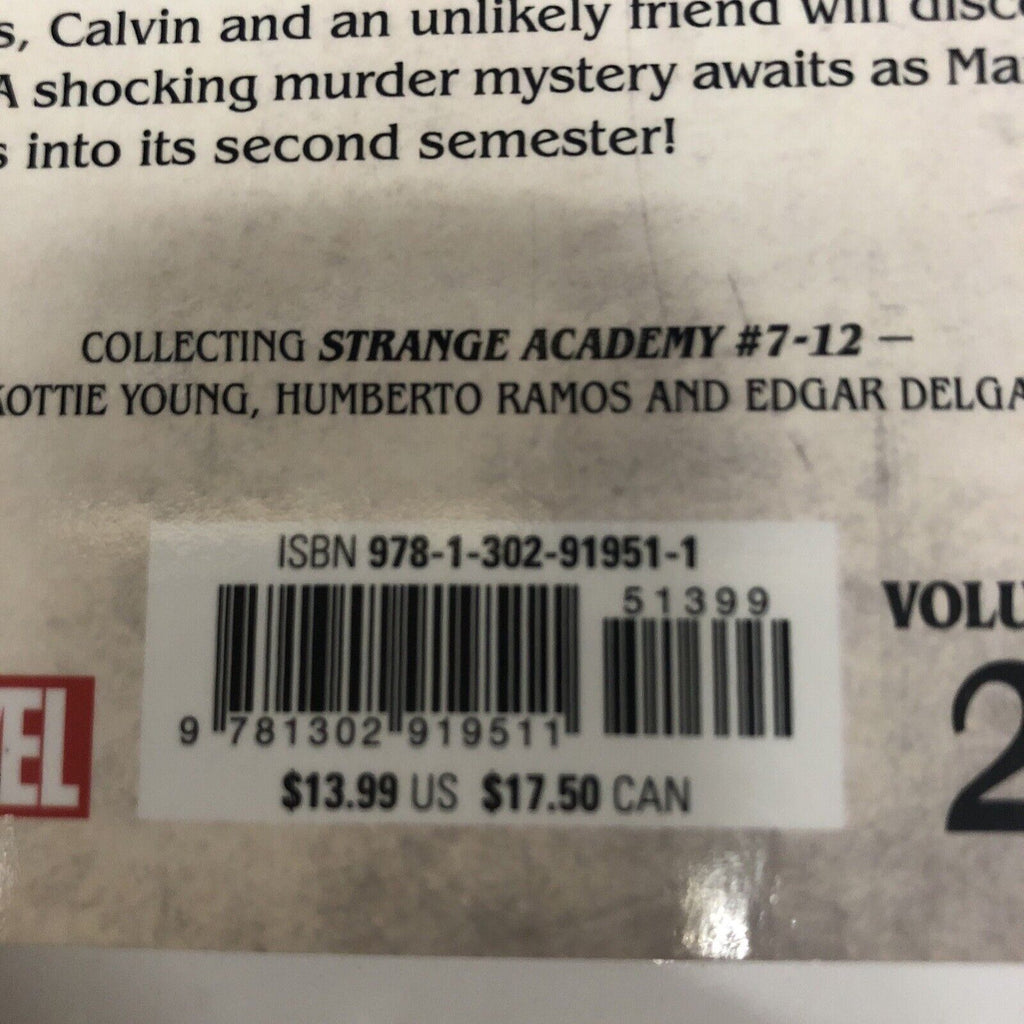 s, Calvin and an unlikely friend will disc
A shocking murder mystery awaits as Ma
s into its second semester!
COLLECTING STRANGE ACADEMY #7-12 —
KOTTIE YOUNG, HUMBERTO RAMOS AND EDGAR DELGA
ISBN 978-1-302-91951-1
51399
9 781302 919511
$13.99 US $17.50 CAN
VEL
VOLU
2